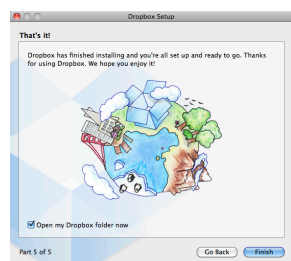 Dropbox Setup
That's it!
Dropbox has finished installing and you're all set up and ready to go. Thanks
for using Dropbox. We hope you enjoy it!
Open my Dropbox folder now
Part 5 of 5
Go Back
Finish